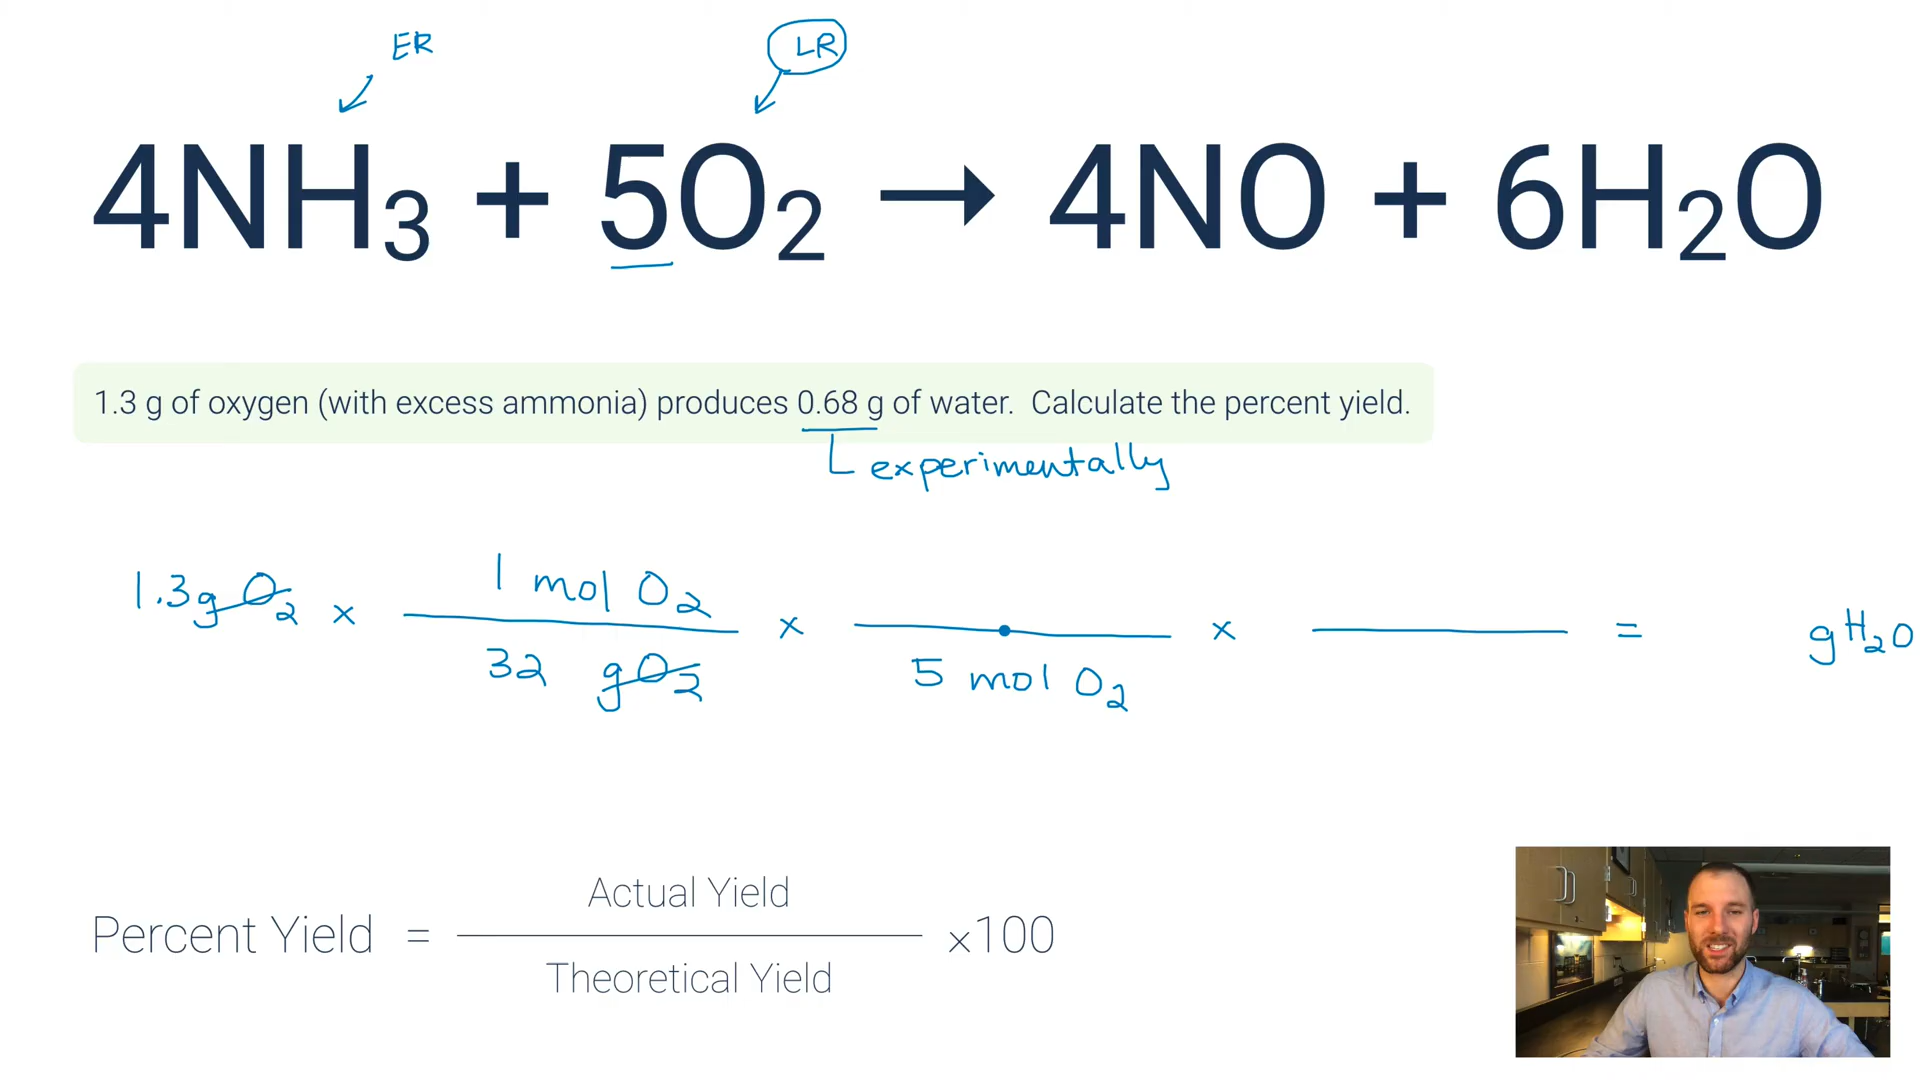 ER
LR
4NH₃ + 5O₂ → 4NO + 6H₂O
1.3 g of oxygen (with excess ammonia) produces 0.68 g of water. Calculate the percent yield.
experimentally
1.3g O₂ × 1 mol O₂ / 32 gO₂ × / 5 mol O₂ × = gH₂O
Actual Yield
Percent Yield = ×100
Theoretical Yield